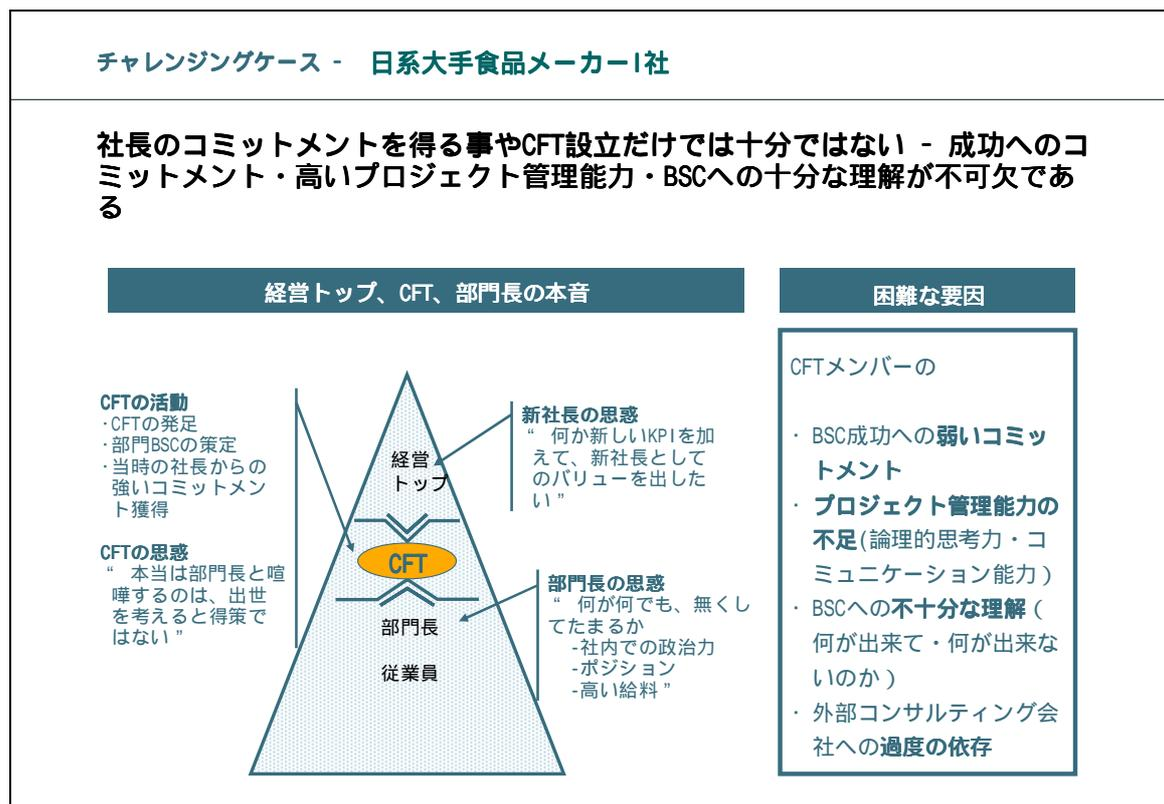 チャレンジングケース - 日系大手食品メーカーI社
社長のコミットメントを得る事やCFT設立だけでは十分ではない - 成功へのコ
ミットメント・高いプロジェクト管理能力・BSCへの十分な理解が不可欠であ
る
経営トップ、CFT、部門長の本音
CFTの活動
・CFTの発足
・部門BSCの策定
・当時の社長からの
強いコミットメン
ト獲得
CFTの思惑
“ 本当は部門長と喧
嘩するのは、出世
を考えると得策で
はない ”
経営
トップ
CFT
部門長
従業員
新社長の思惑
“ 何か新しいKPIを加
えて、新社長として
のバリューを出した
い ”
部門長の思惑
“ 何が何でも、無くし
てたまるか
-社内での政治力
-ポジション
-高い給料 ”
困難な要因
CFTメンバーの
・ BSC成功への弱いコミッ
トメント
・ プロジェクト管理能力の
不足(論理的思考力・コ
ミュニケーション能力)
・ BSCへの不十分な理解(
何が出来て・何が出来な
いのか)
・ 外部コンサルティング会
社への過度の依存